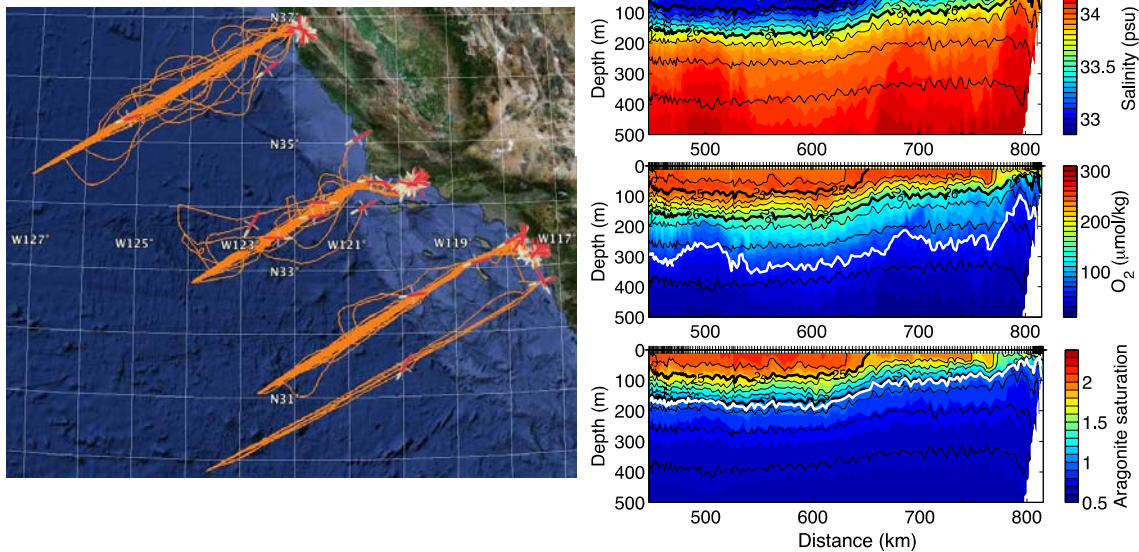 N37°
N35°
W127°
W125°
W123°
W121°
W119°
W117°
N33°
N31°
100
200
300
400
500
Depth (m)
500
600
700
800
34
33.5
33
Salinity (psu)
0
100
200
300
400
500
Depth (m)
500
600
700
800
300
200
100
O2 (μmol/kg)
0
100
200
300
400
500
Depth (m)
500
600
700
800
Distance (km)
2
1.5
1
0.5
Aragonite saturation